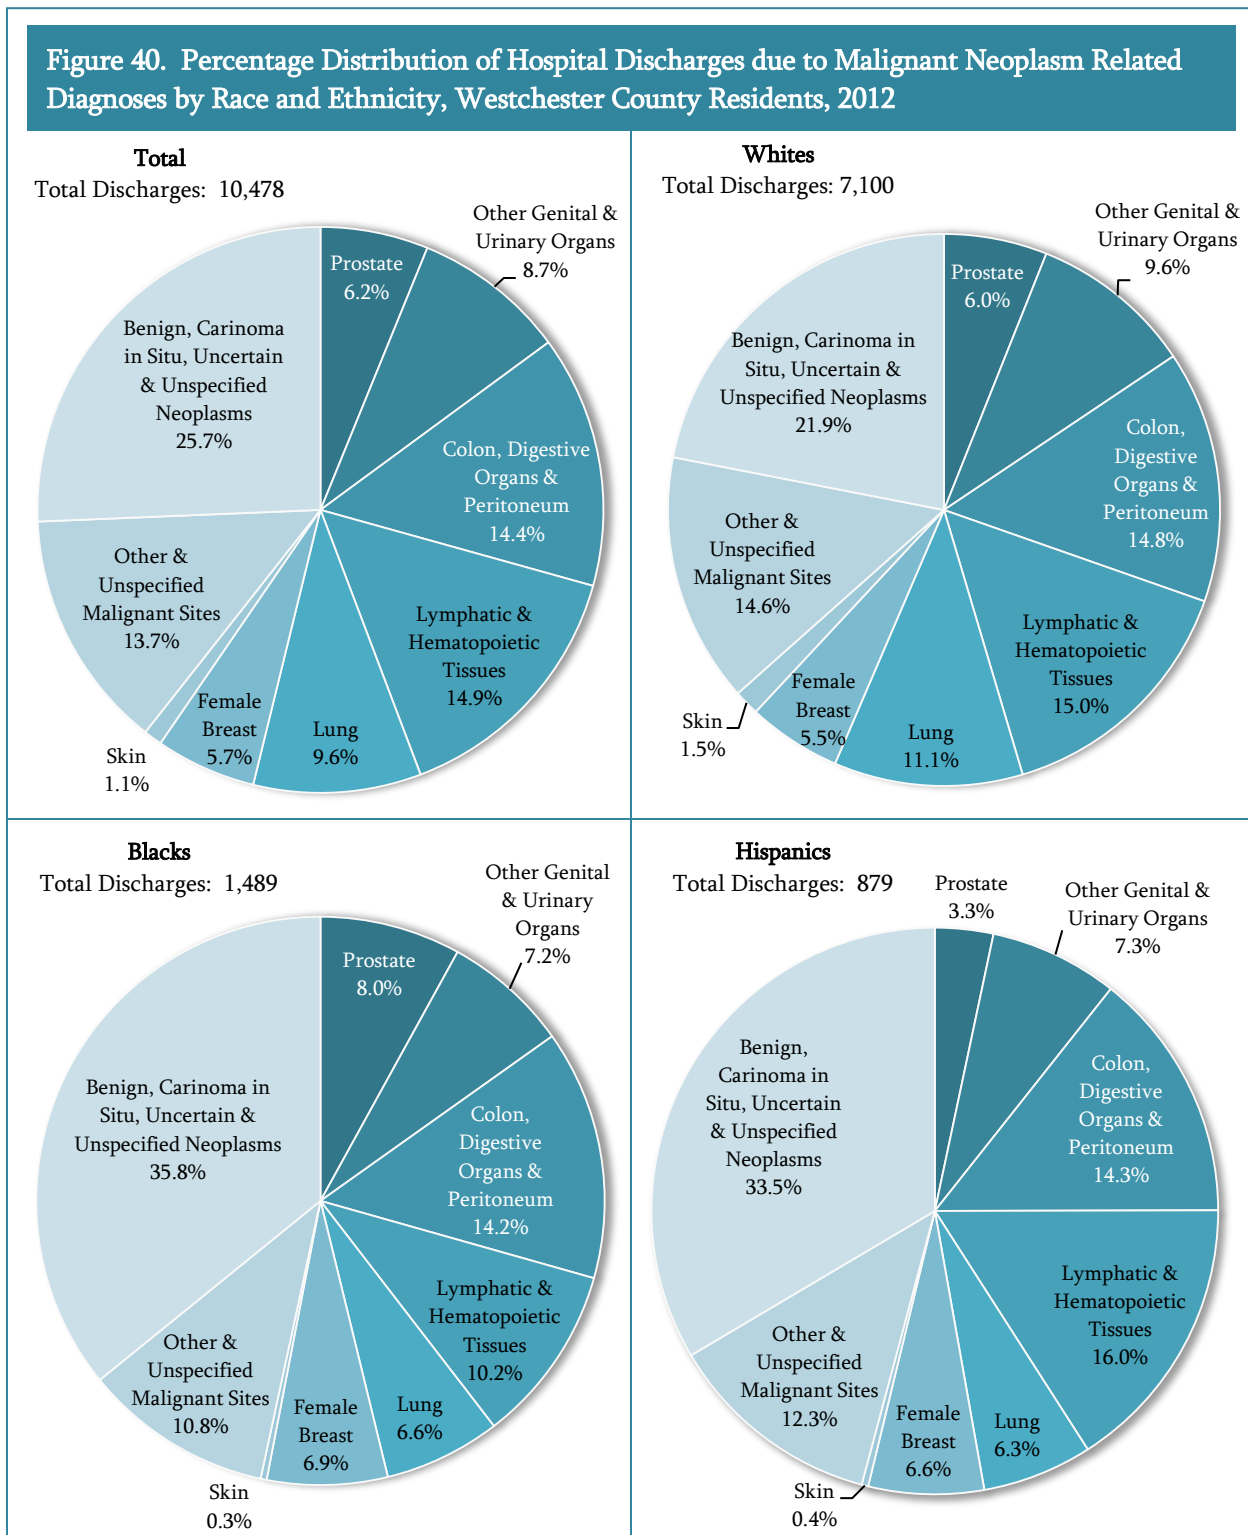 Figure 40.  Percentage Distribution of Hospital Discharges due to Malignant Neoplasm Related
Diagnoses by Race and Ethnicity, Westchester County Residents, 2012
Total
Total Discharges:  10,478
Prostate
6.2%
Other Genital &
Urinary Organs
8.7%
Colon, Digestive
Organs &
Peritoneum
14.4%
Lymphatic &
Hematopoietic
Tissues
14.9%
Lung
9.6%
Female
Breast
5.7%
Skin
1.1%
Other &
Unspecified
Malignant Sites
13.7%
Benign, Carinoma
in Situ, Uncertain
& Unspecified
Neoplasms
25.7%
Whites
Total Discharges: 7,100
Prostate
6.0%
Other Genital &
Urinary Organs
9.6%
Colon,
Digestive
Organs &
Peritoneum
14.8%
Lymphatic &
Hematopoietic
Tissues
15.0%
Lung
11.1%
Female
Breast
5.5%
Skin
1.5%
Other &
Unspecified
Malignant Sites
14.6%
Benign, Carinoma in
Situ, Uncertain &
Unspecified Neoplasms
21.9%
Blacks
Total Discharges:  1,489
Prostate
8.0%
Other Genital
& Urinary
Organs
7.2%
Colon,
Digestive
Organs &
Peritoneum
14.2%
Lymphatic &
Hematopoietic
Tissues
10.2%
Lung
6.6%
Female
Breast
6.9%
Skin
0.3%
Other &
Unspecified
Malignant Sites
10.8%
Benign, Carinoma in
Situ, Uncertain &
Unspecified Neoplasms
35.8%
Hispanics
Total Discharges:  879
Prostate
3.3%
Other Genital &
Urinary Organs
7.3%
Colon,
Digestive
Organs &
Peritoneum
14.3%
Lymphatic &
Hematopoietic
Tissues
16.0%
Lung
6.3%
Female
Breast
6.6%
Skin
0.4%
Other &
Unspecified
Malignant Sites
12.3%
Benign,
Carinoma in
Situ, Uncertain
& Unspecified
Neoplasms
33.5%